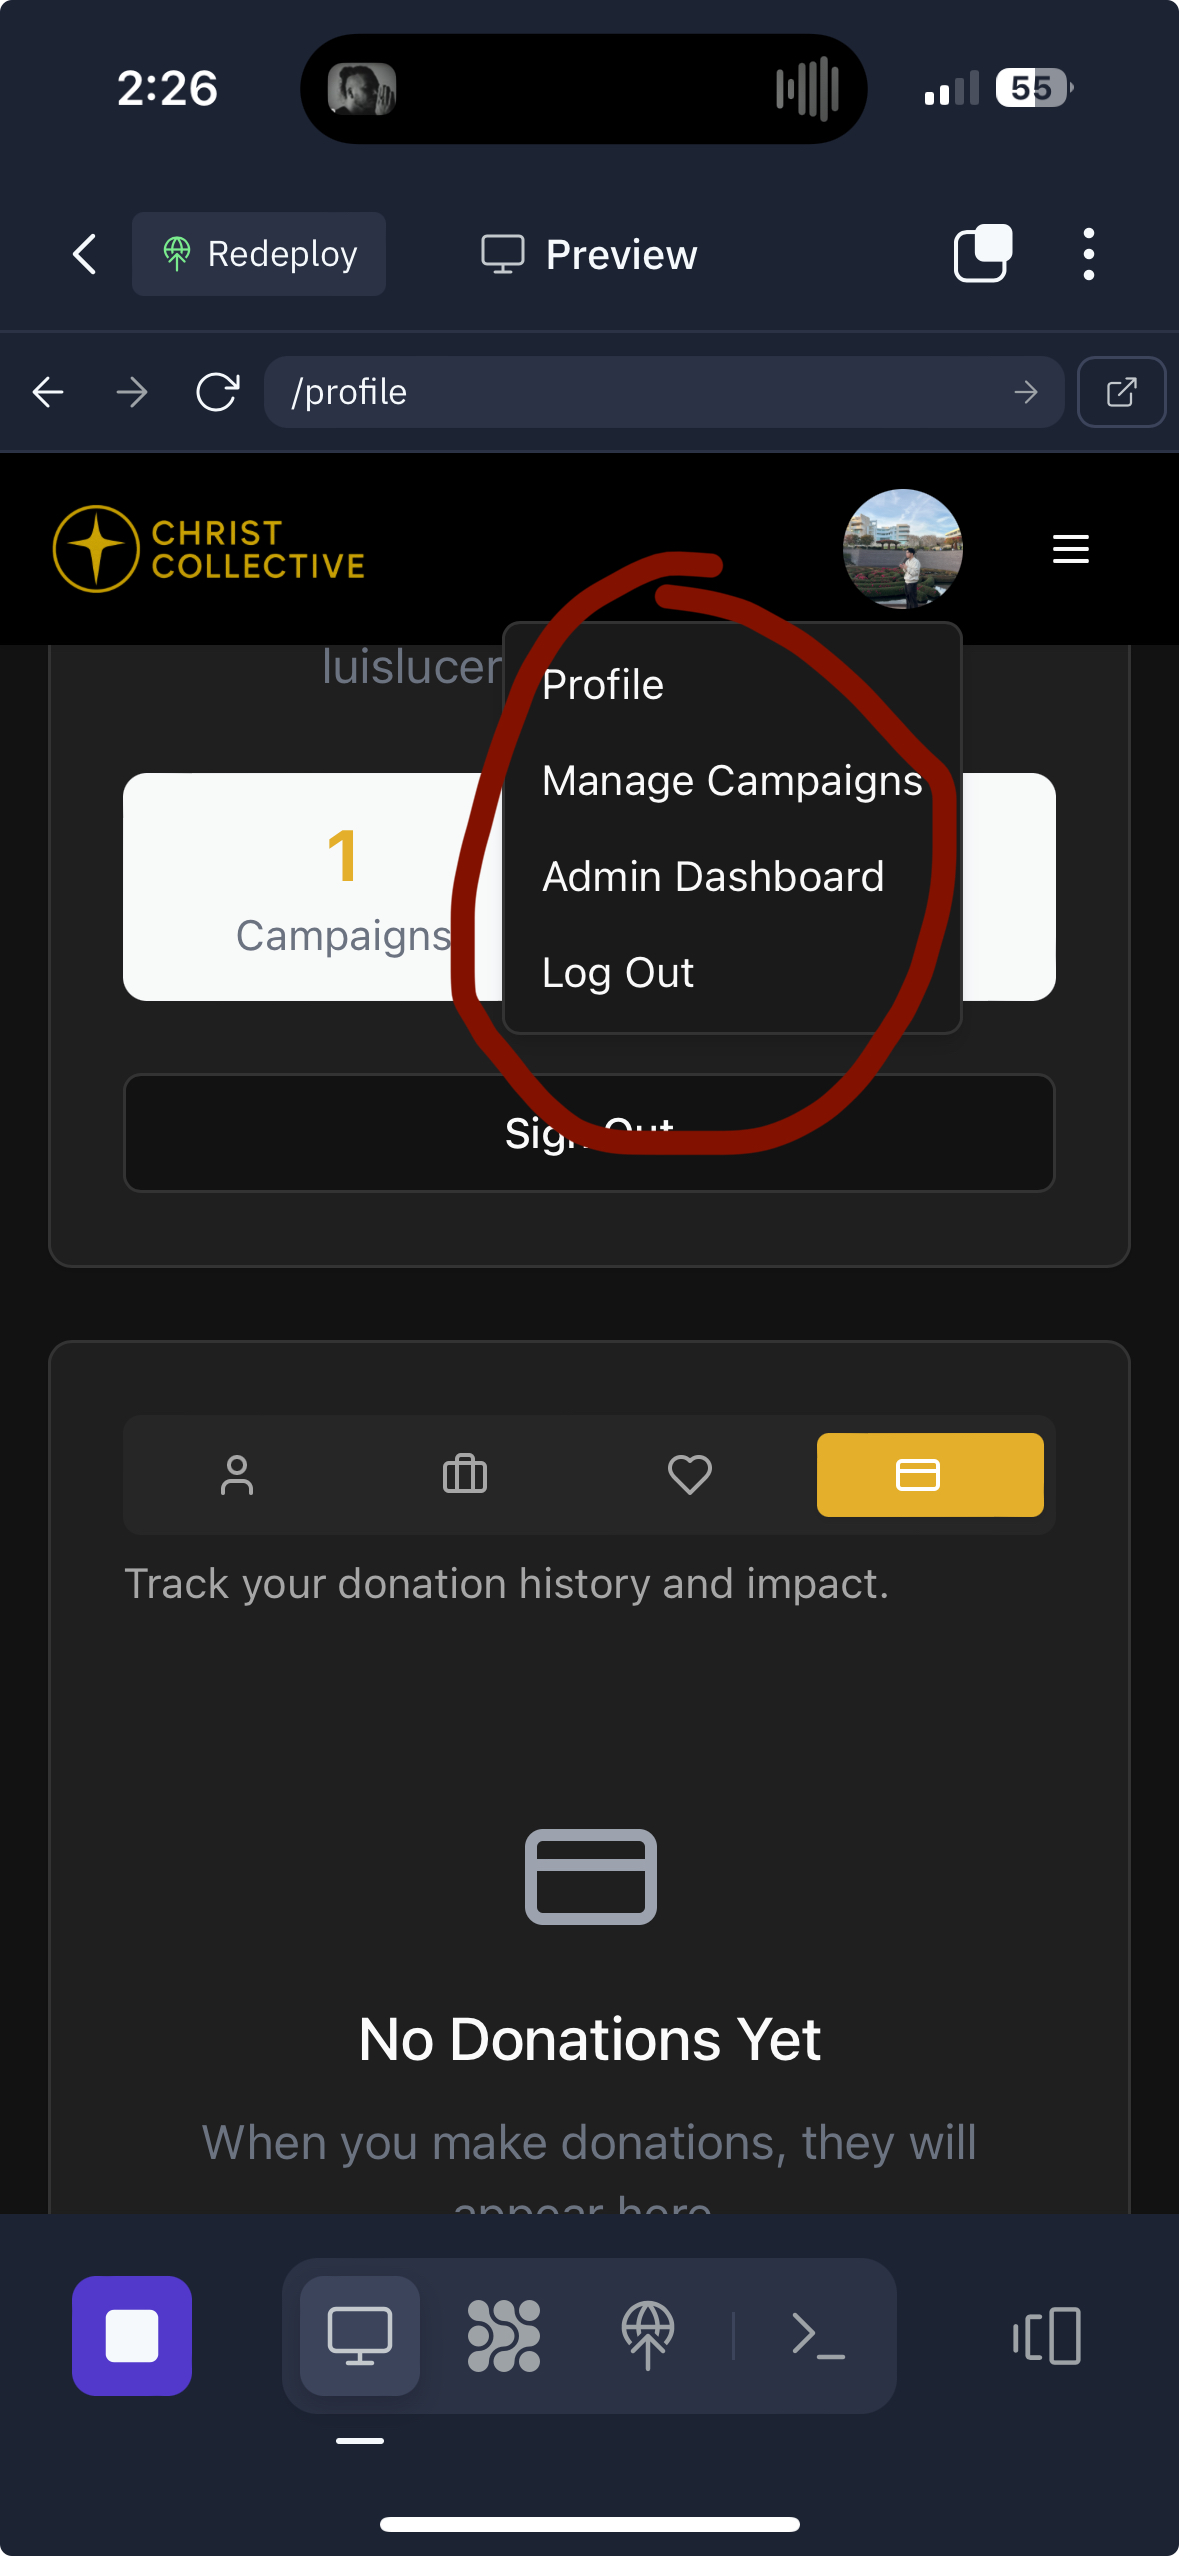 2:26
55
Redeploy
Preview
/profile
CHRIST
COLLECTIVE
Profile
Manage Campaigns
Admin Dashboard
Log Out
1
Campaigns
Sign Out
Track your donation history and impact.
No Donations Yet
When you make donations, they will
appear here